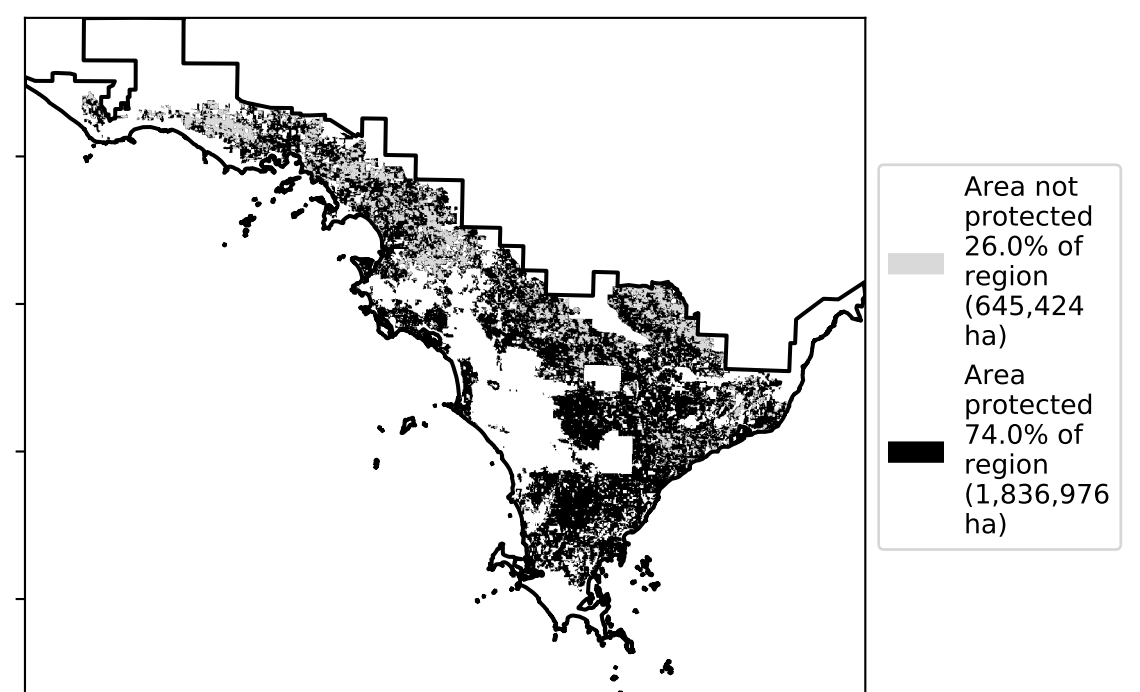 Area not
protected
26.0% of
region
(645,424
ha)
Area
protected
74.0% of
region
(1,836,976
ha)